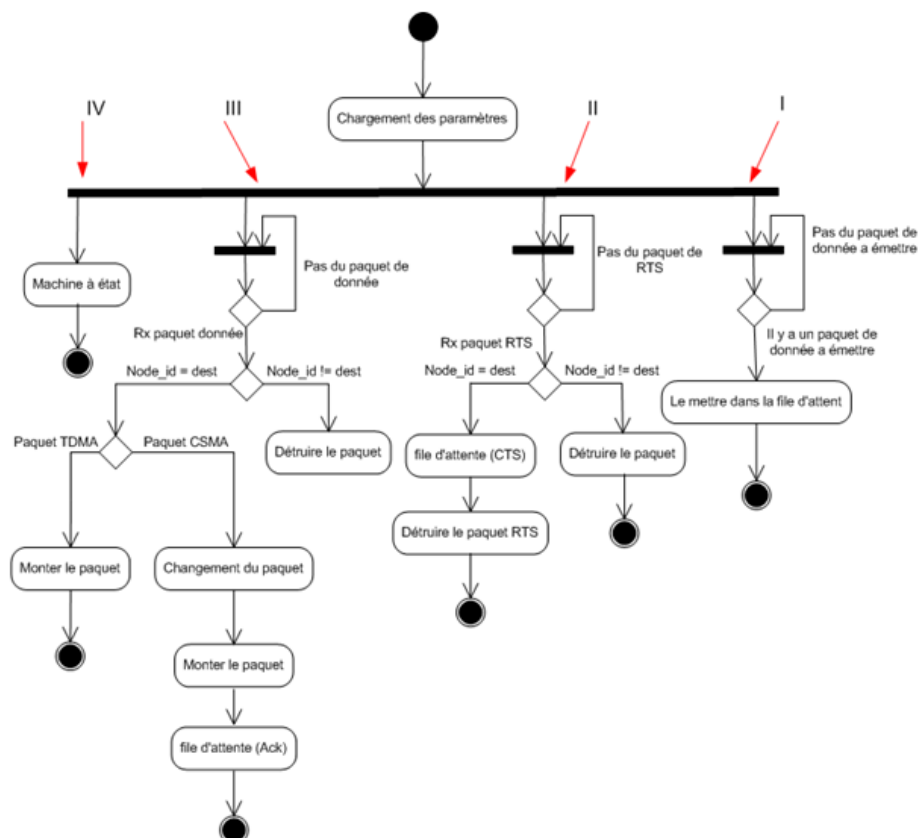 Chargement des paramètres
IV
III
II
I
Machine à état
Pas du paquet de
donnée
Rx paquet donnée
Node_id = dest
Node_id != dest
Paquet TDMA
Paquet CSMA
Détruire le paquet
Monter le paquet
Changement du paquet
Monter le paquet
file d'attente (Ack)
Pas du paquet de
RTS
Rx paquet RTS
Node_id = dest
Node_id != dest
file d'attente (CTS)
Détruire le paquet
Détruire le paquet RTS
Pas du paquet de
donnée a émettre
Il y a un paquet de
donnée a émettre
Le mettre dans la file d'attent